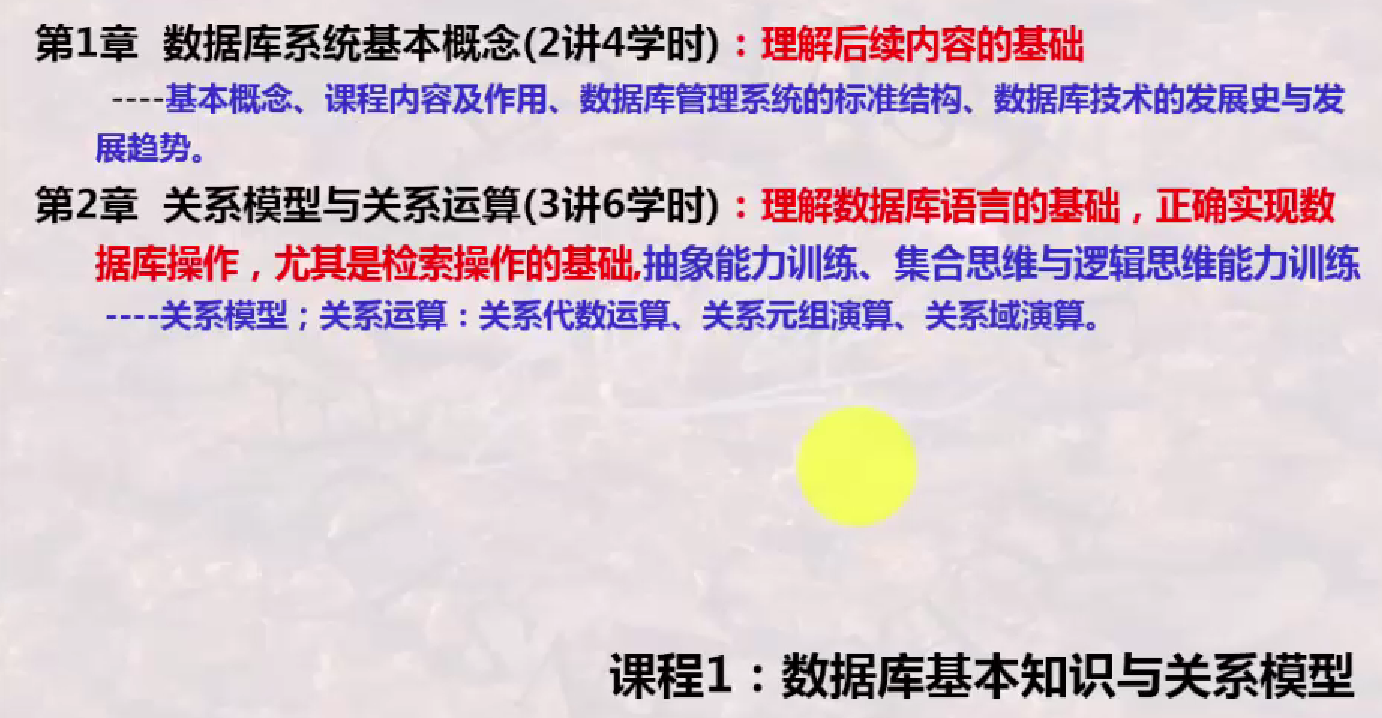 第1章 数据库系统基本概念(2讲4学时)：理解后续内容的基础
----基本概念、课程内容及作用、数据库管理系统的标准结构、数据库技术的发展史与发
展趋势。
第2章 关系模型与关系运算(3讲6学时)：理解数据库语言的基础，正确实现数
据库操作，尤其是检索操作的基础,抽象能力训练、集合思维与逻辑思维能力训练
----关系模型；关系运算：关系代数运算、关系元组演算、关系域演算。
课程1：数据库基本知识与关系模型